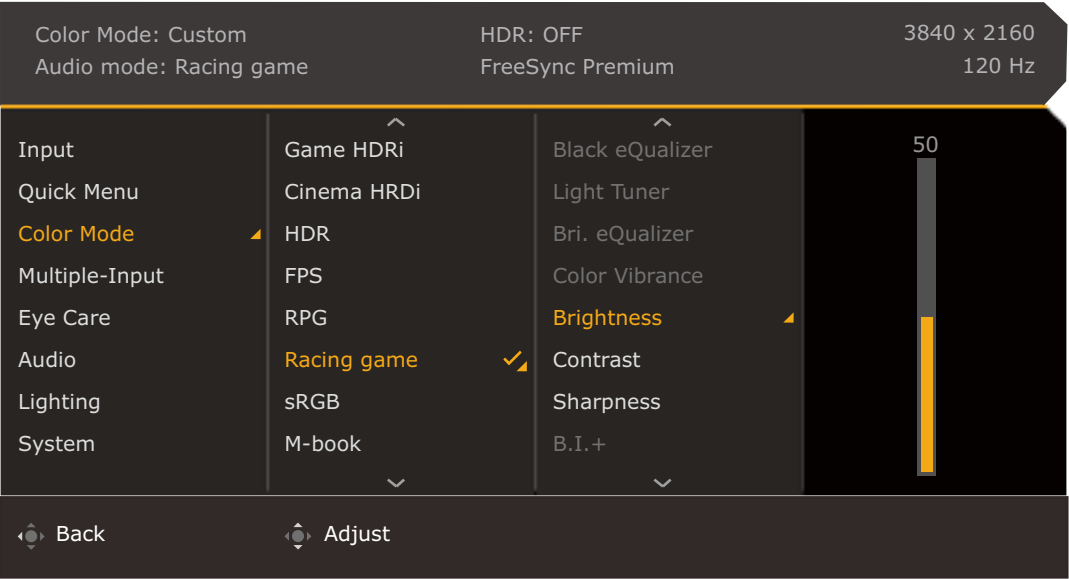 Color Mode: Custom
HDR: OFF
3840 x 2160
Audio mode: Racing game
FreeSync Premium
120 Hz
Input
Quick Menu
Color Mode
Multiple-Input
Eye Care
Audio
Lighting
System
Game HDRi
Cinema HRDi
HDR
FPS
RPG
Racing game
sRGB
M-book
Black eQualizer
Light Tuner
Bri. eQualizer
Color Vibrance
Brightness
Contrast
Sharpness
B.I.+
50
Back
Adjust